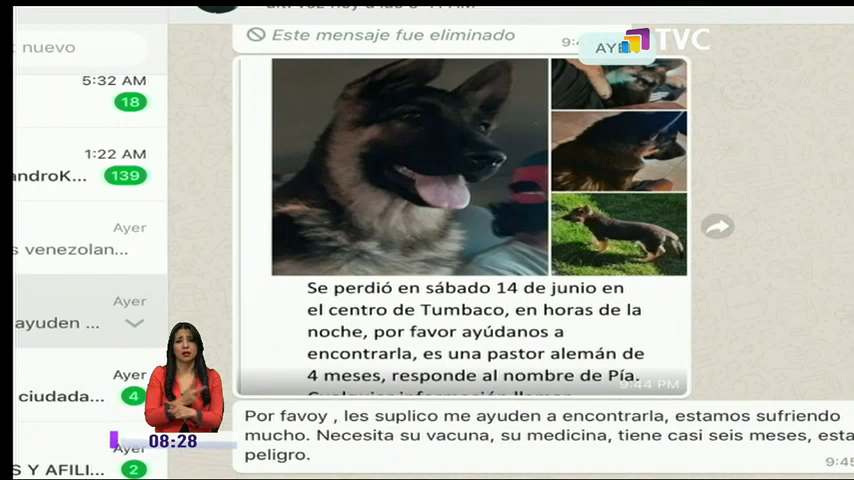 nuevo
5:32 AM
18
1:22 AM
androK...
139
Ayer
s venezolan...
Ayer
ayuden ...
Ayer
ciudada...
4
Ayer
S Y AFILI...
2
08:28
Este mensaje fue eliminado
TVC
Se perdió en sábado 14 de junio en
el centro de Tumbaco, en horas de la
noche, por favor ayúdanos a
encontrarla, es una pastor alemán de
4 meses, responde al nombre de Pía.
9:44 PM
Por favoy , les suplico me ayuden a encontrarla, estamos sufriendo
mucho. Necesita su vacuna, su medicina, tiene casi seis meses, esta
peligro.
9:45